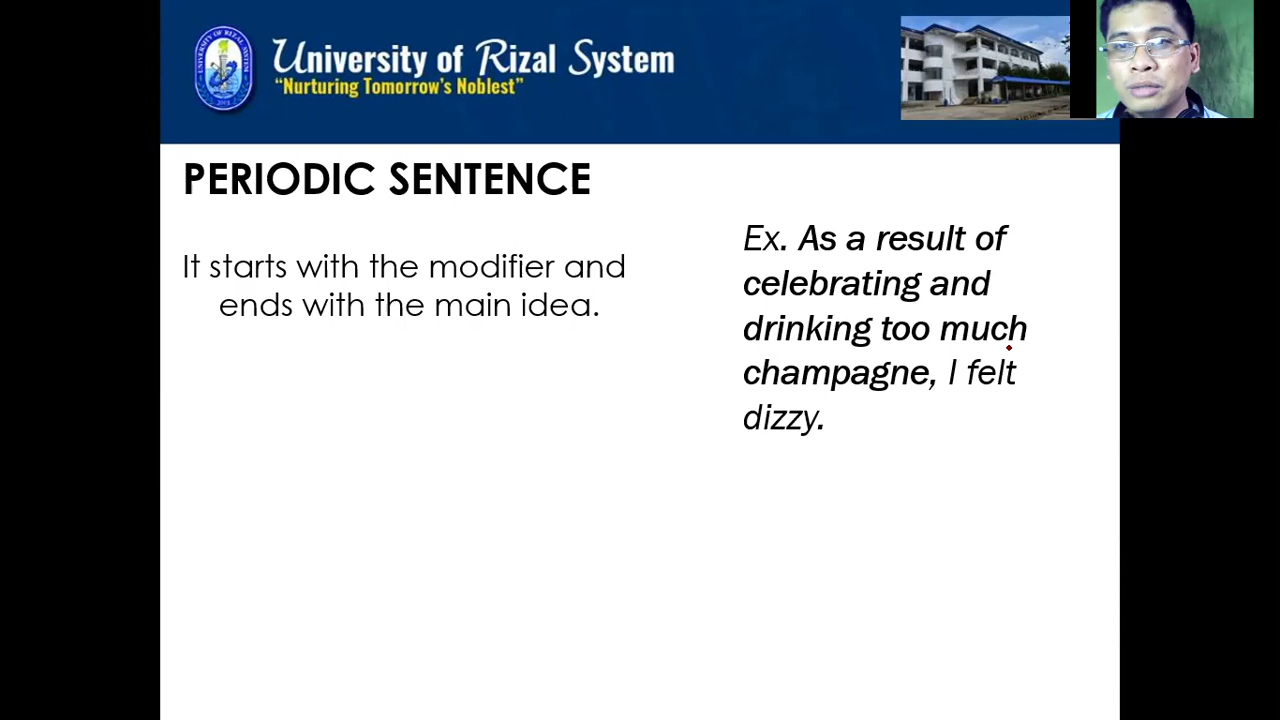 University of Rizal System
“Nurturing Tomorrow’s Noblest”
PERIODIC SENTENCE
It starts with the modifier and
ends with the main idea.
Ex. As a result of
celebrating and
drinking too much
champagne, I felt
dizzy.